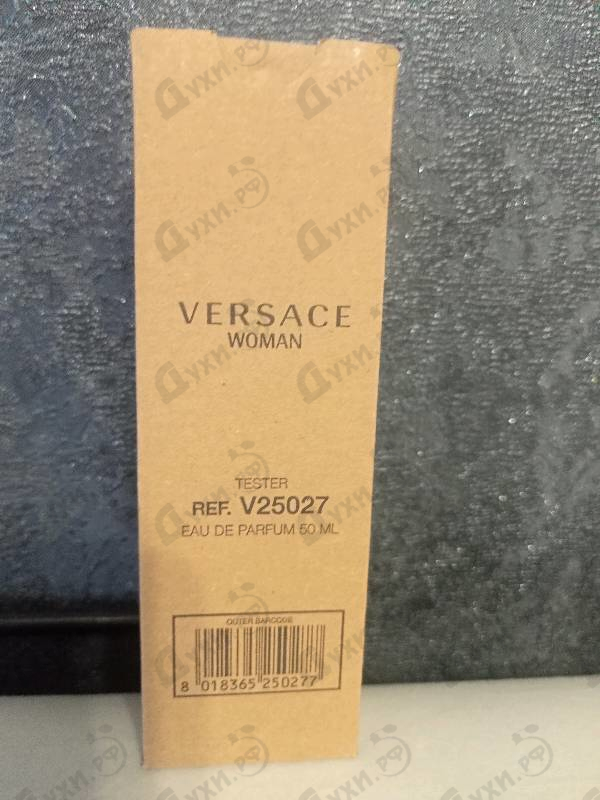 VERSACE
WOMAN
TESTER
REF. V25027
EAU DE PARFUM 50 ML
OUTER BARCODE
8 018365 250277
Духи.рф